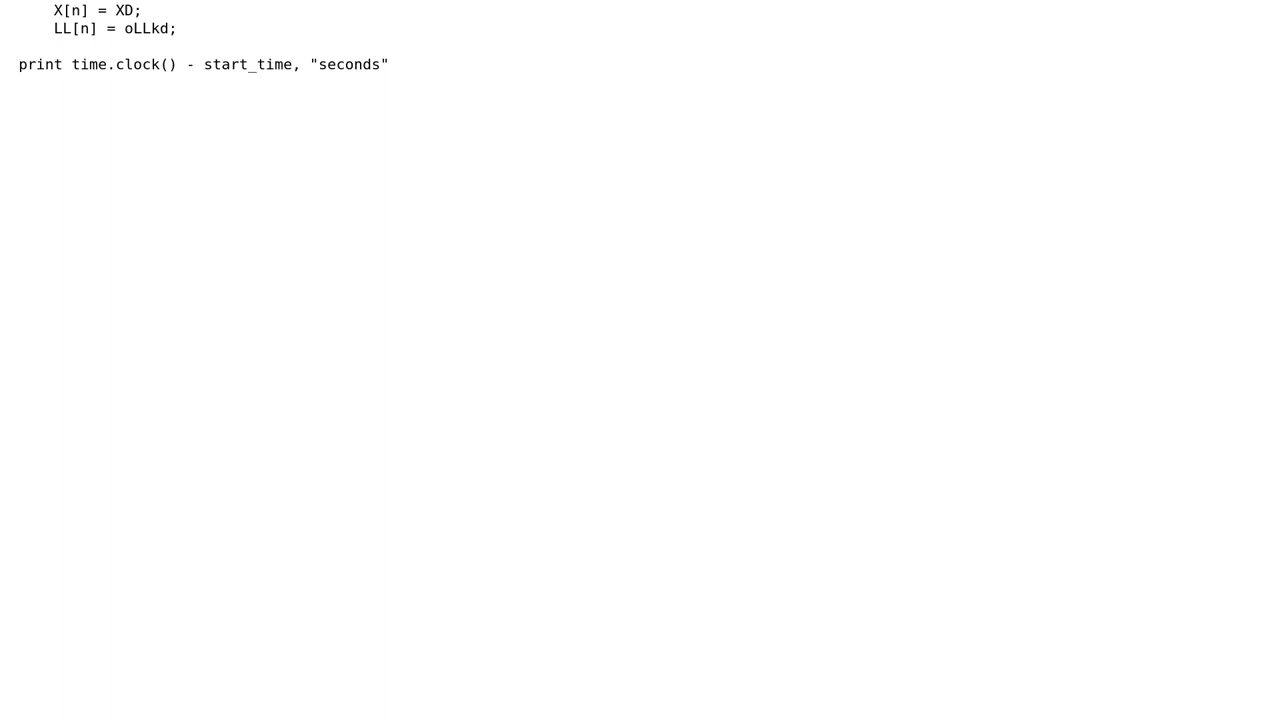 X[n] = XD;
LL[n] = oLLkd;
print time.clock() - start_time, "seconds"